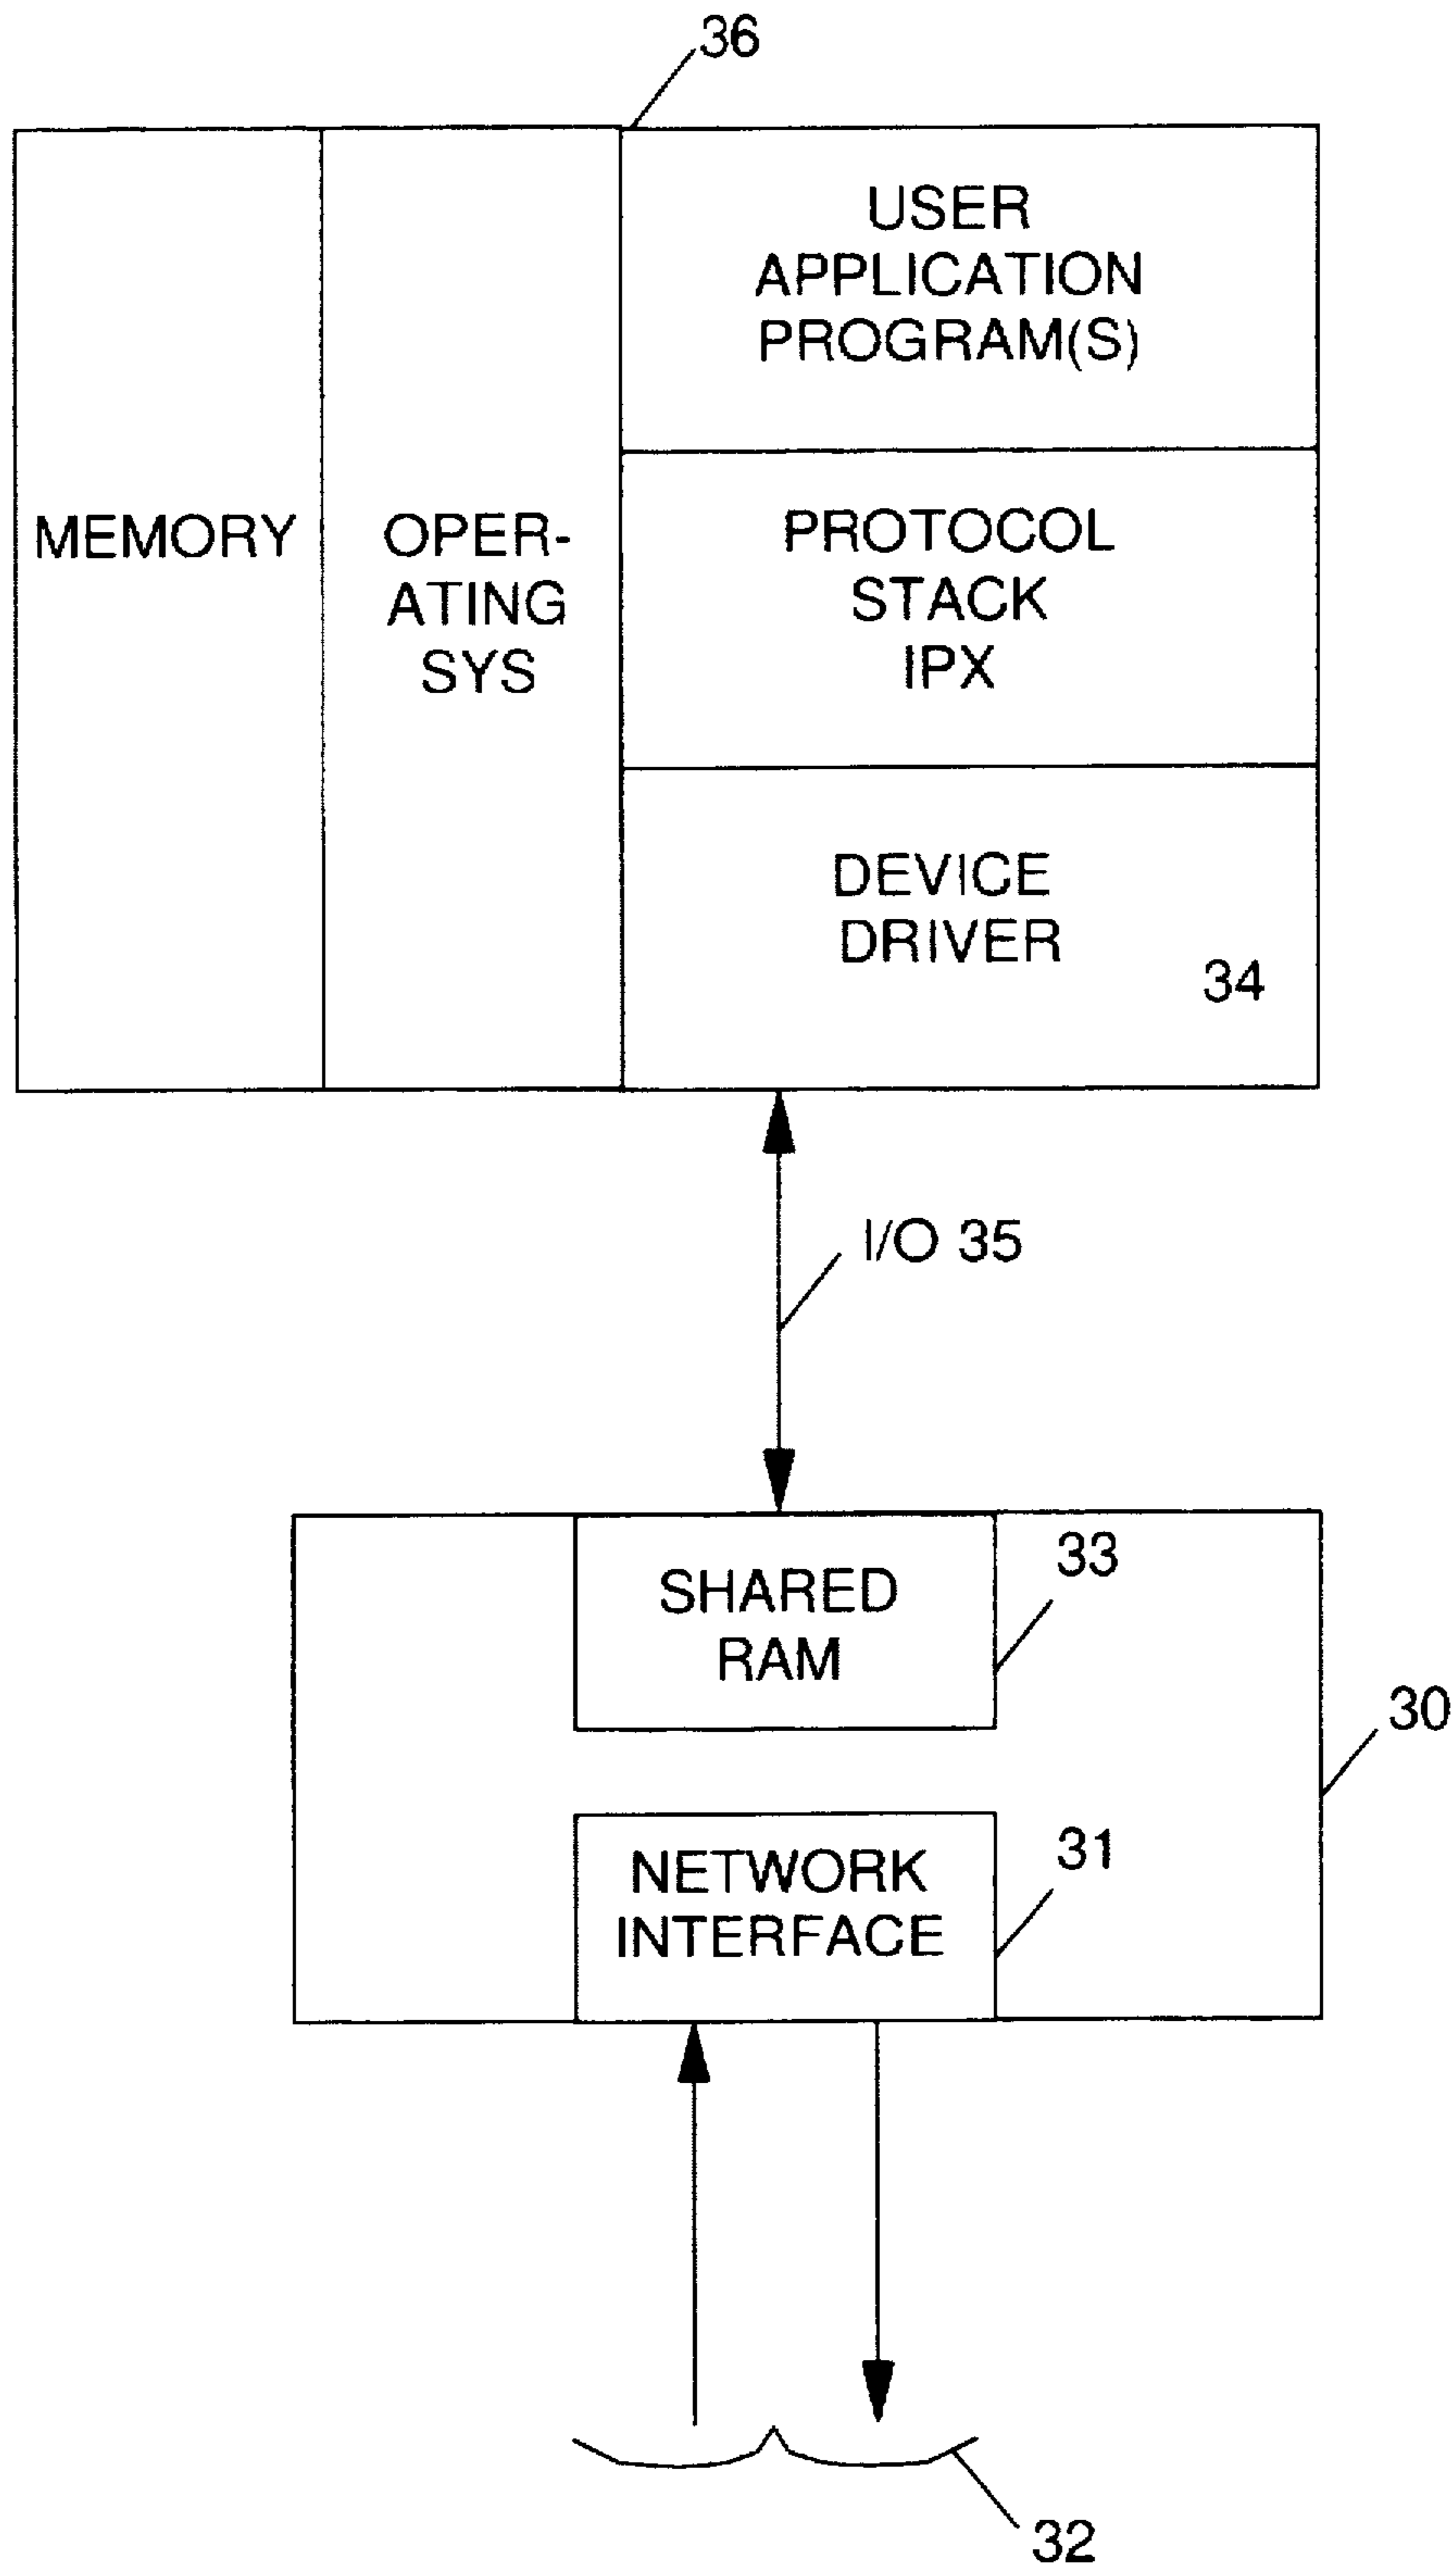 36
USER
APPLICATION
PROGRAM(S)
MEMORY
OPER-
ATING
SYS
PROTOCOL
STACK
IPX
DEVICE
DRIVER
34
I/O 35
SHARED
RAM
33
30
NETWORK
INTERFACE
31
32